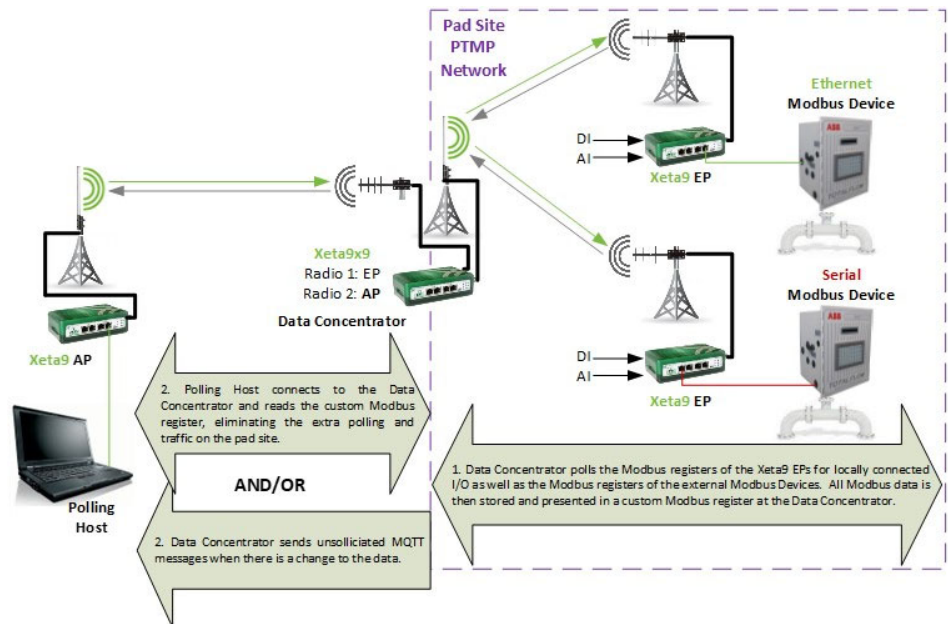 Pad Site
PTMP
Network
Ethernet
Modbus Device
DI
AI
Xeta9 EP
Xeta9x9
Radio 1: EP
Radio 2: AP
Data Concentrator
Serial
Modbus Device
DI
AI
Xeta9 EP
Xeta9 AP
2. Polling Host connects to the Data
Concentrator and reads the custom Modbus
register, eliminating the extra polling and
traffic on the pad site.
Polling
Host
AND/OR
1. Data Concentrator polls the Modbus registers of the Xeta9 EPs for locally connected
I/O as well as the Modbus registers of the external Modbus Devices. All Modbus data is
then stored and presented in a custom Modbus register at the Data Concentrator.
2. Data Concentrator sends unsolliciated MQTT
messages when there is a change to the data.
ABB
TOTALFLOW
ABB
TOTALFLOW